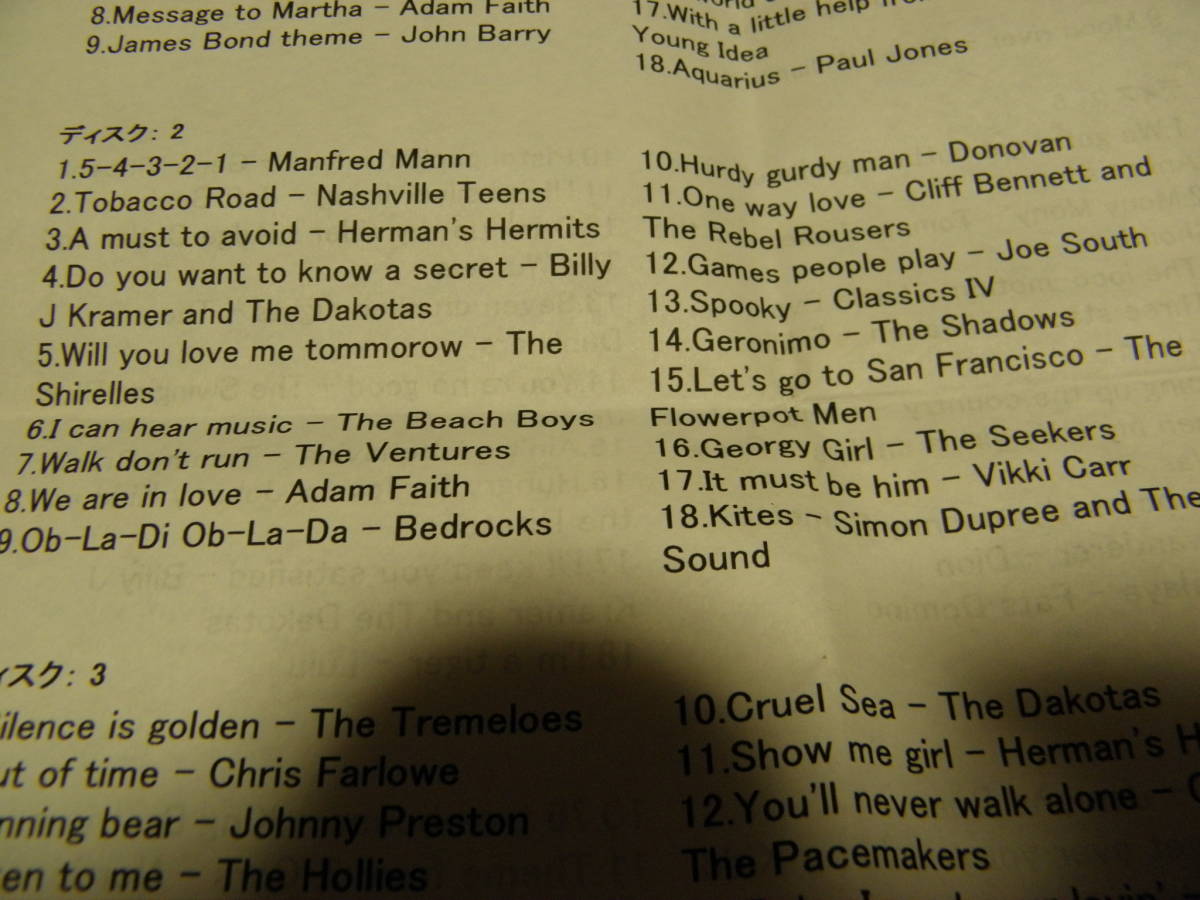 8.Message to Martha - Adam Faith
9.James Bond theme - John Barry
17.With a little help
Young Idea
18.Aquarius - Paul Jones
ディスク: 2
1.5-4-3-2-1 - Manfred Mann
2.Tobacco Road - Nashville Teens
3.A must to avoid - Herman's Hermits
4.Do you want to know a secret - Billy
J Kramer and The Dakotas
5.Will you love me tommorow - The
Shirelles
6.I can hear music - The Beach Boys
7.Walk don't run - The Ventures
8.We are in love - Adam Faith
9.Ob-La-Di Ob-La-Da - Bedrocks
10.Hurdy gurdy man - Donovan
11.One way love - Cliff Bennett and
The Rebel Rousers
12.Games people play - Joe South
13.Spooky - Classics IV
14.Geronimo - The Shadows
15.Let's go to San Francisco - The
Flowerpot Men
16.Georgy Girl - The Seekers
17.It must be him - Vikki Carr
18.Kites - Simon Dupree and The
Sound
ィスク: 3
ilence is golden - The Tremeloes
ut of time - Chris Farlowe
nning bear - Johnny Preston
en to me - The Hollies
10.Cruel Sea - The Dakotas
11.Show me girl - Herman's H
12.You'll never walk alone -
The Pacemakers